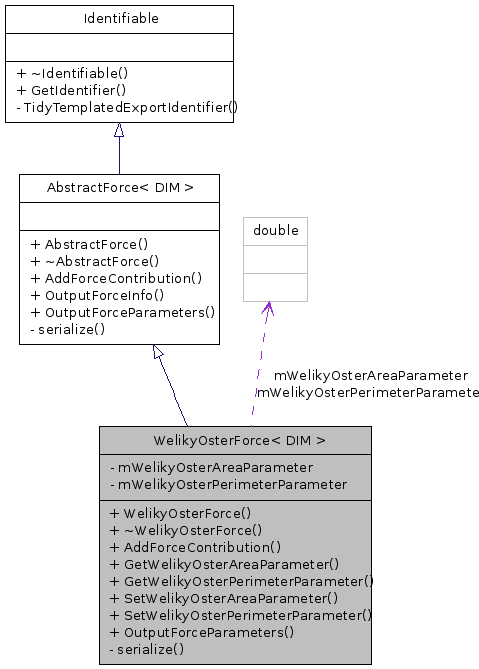 Identifiable
+ ~Identifiable()
+ GetIdentifier()
- TidyTemplatedExportIdentifier()
AbstractForce< DIM >
+ AbstractForce()
+ ~AbstractForce()
+ AddForceContribution()
+ OutputForceInfo()
+ OutputForceParameters()
- serialize()
double
mWelikyOsterAreaParameter
mWelikyOsterPerimeterParamete
WelikyOsterForce< DIM >
- mWelikyOsterAreaParameter
- mWelikyOsterPerimeterParameter
+ WelikyOsterForce()
+ ~WelikyOsterForce()
+ AddForceContribution()
+ GetWelikyOsterAreaParameter()
+ GetWelikyOsterPerimeterParameter()
+ SetWelikyOsterAreaParameter()
+ SetWelikyOsterPerimeterParameter()
+ OutputForceParameters()
- serialize()